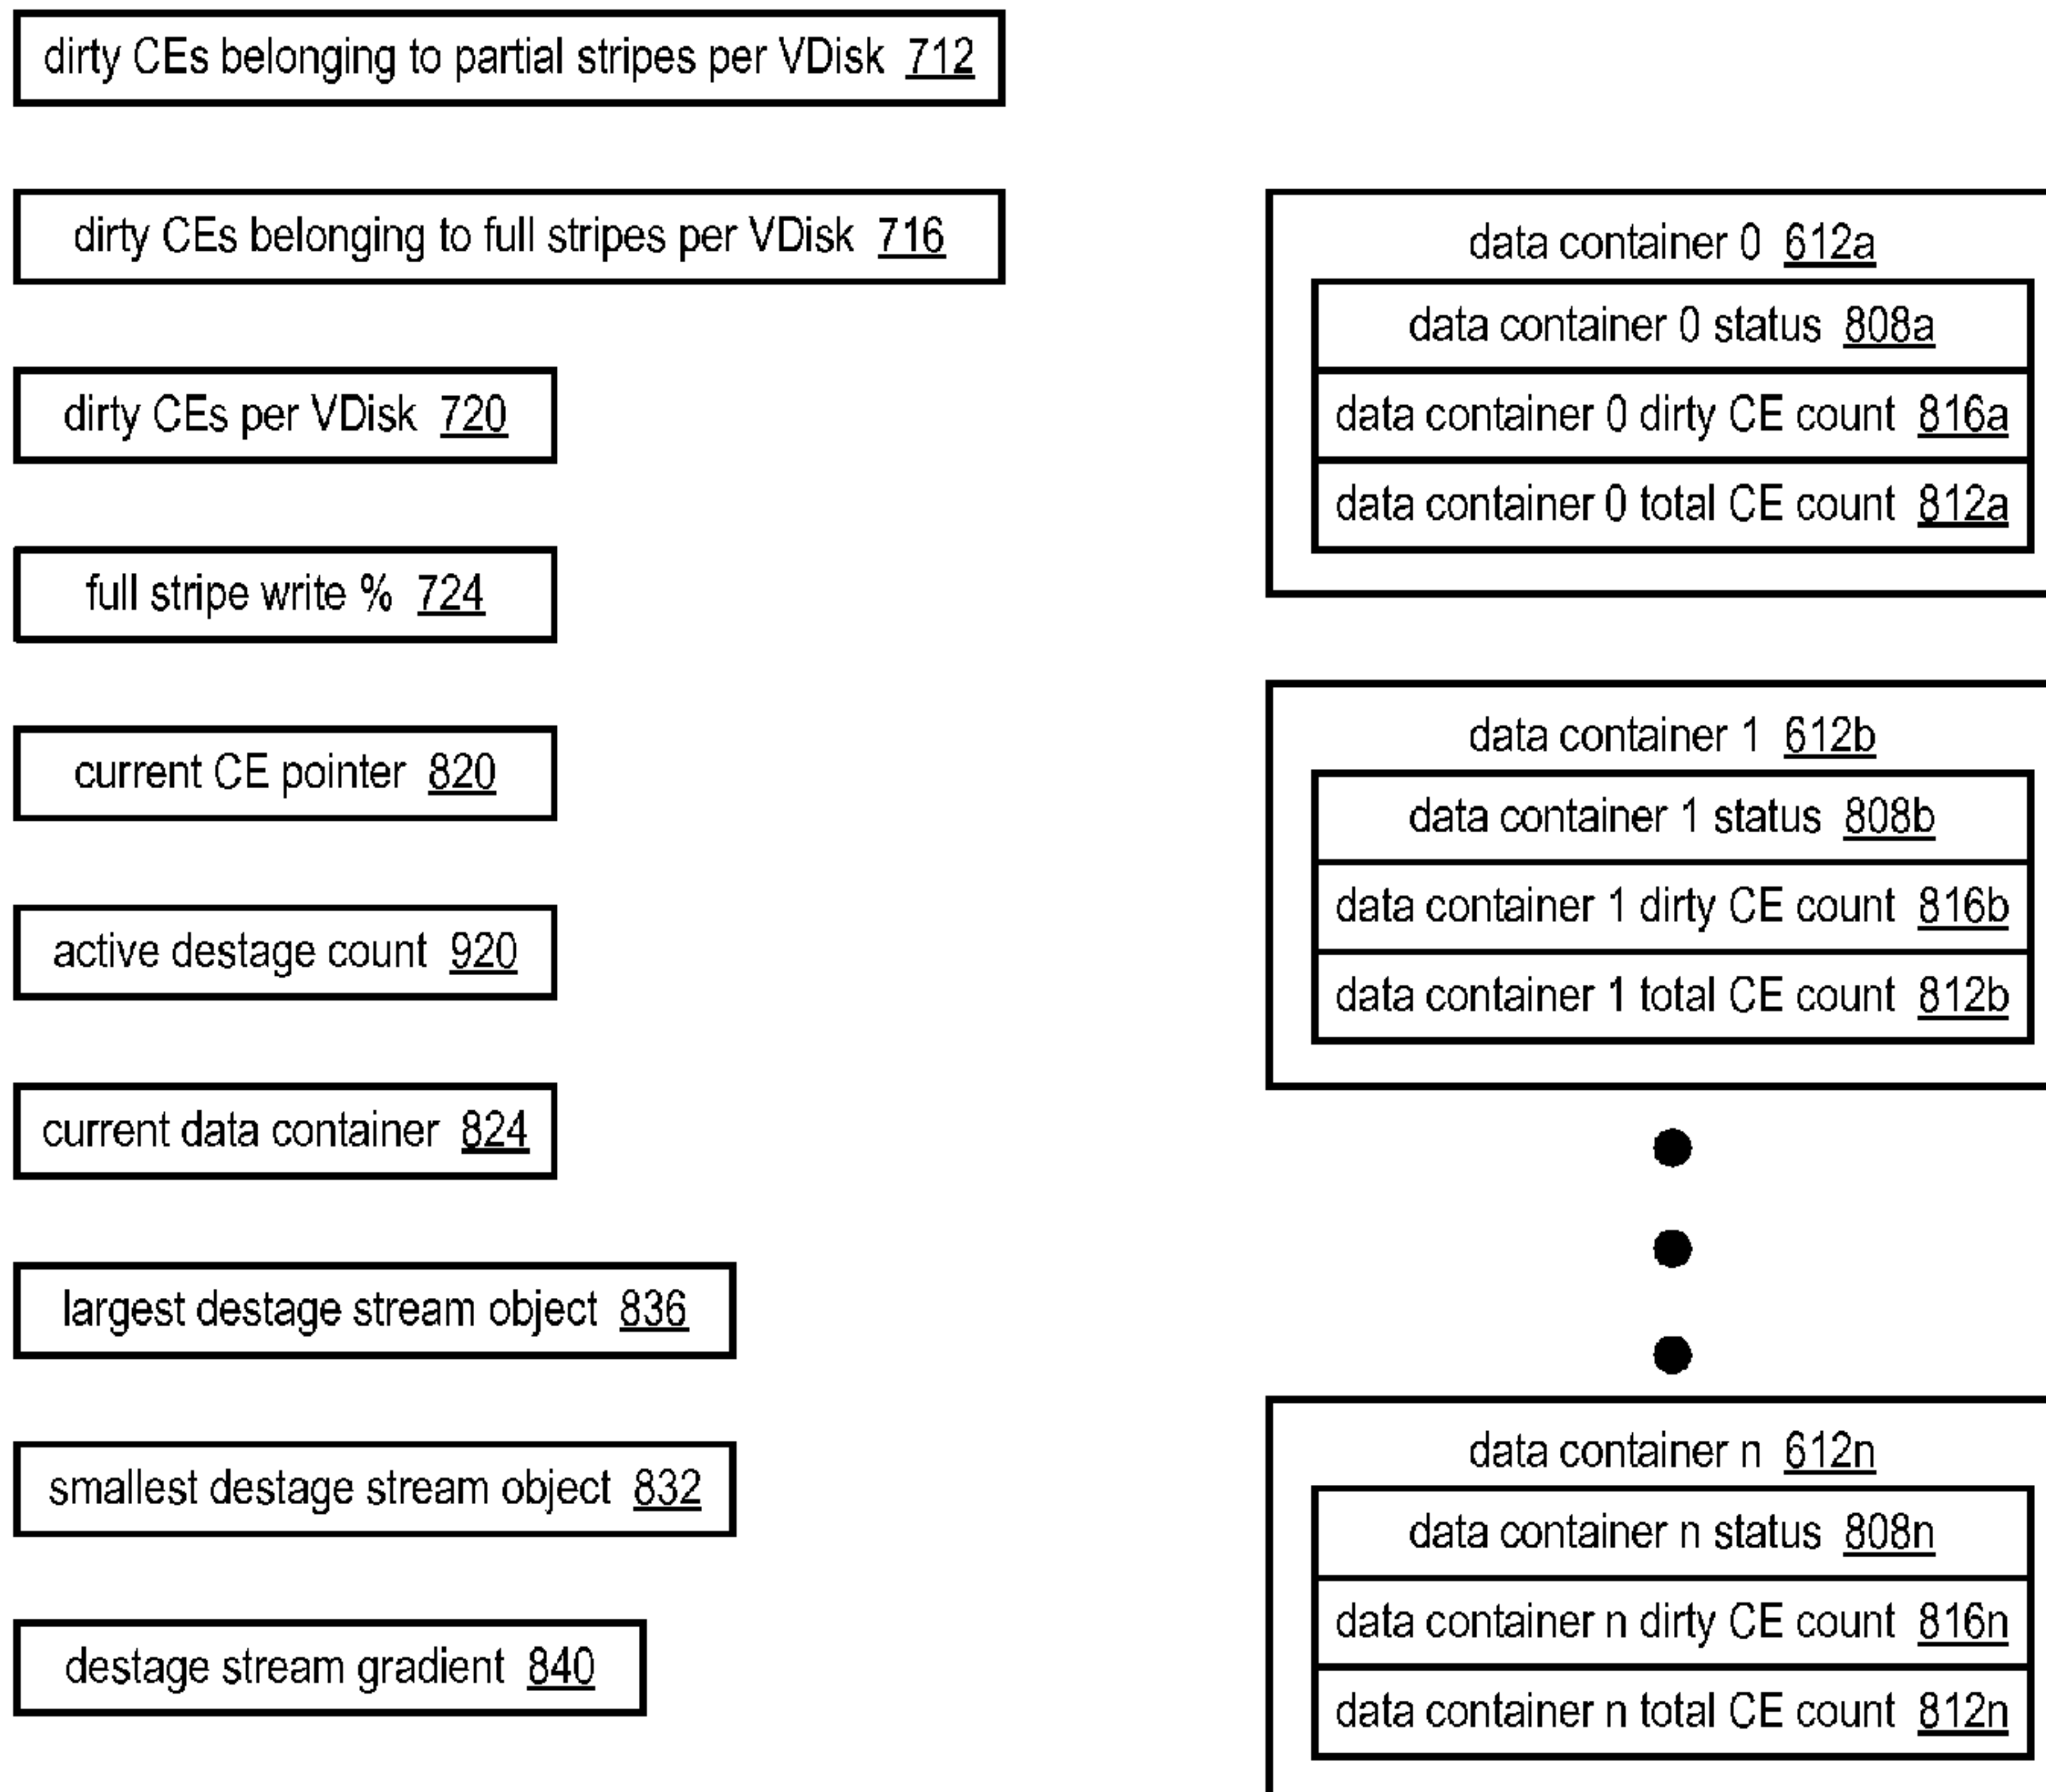 dirty CEs belonging to partial stripes per VDisk 712
dirty CEs belonging to full stripes per VDisk 716
dirty CEs per VDisk 720
full stripe write % 724
current CE pointer 820
active destage count 920
current data container 824
largest destage stream object 836
smallest destage stream object 832
destage stream gradient 840
data container 0 612a
data container 0 status 808a
data container 0 dirty CE count 816a
data container 0 total CE count 812a
data container 1 612b
data container 1 status 808b
data container 1 dirty CE count 816b
data container 1 total CE count 812b
data container n 612n
data container n status 808n
data container n dirty CE count 816n
data container n total CE count 812n